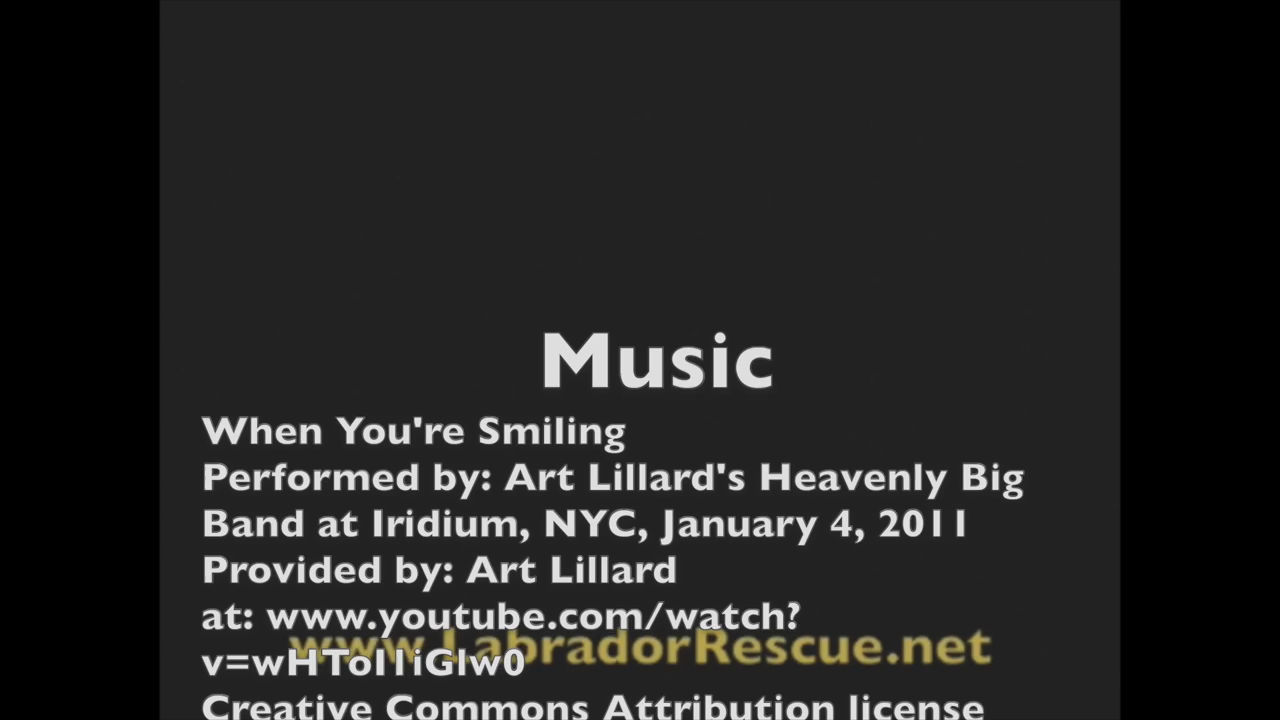 Music
When You're Smiling
Performed by: Art Lillard's Heavenly Big
Band at Iridium, NYC, January 4, 2011
Provided by: Art Lillard
at: www.youtube.com/watch?
www.LabradorRescue.net
Creative Commons Attribution license